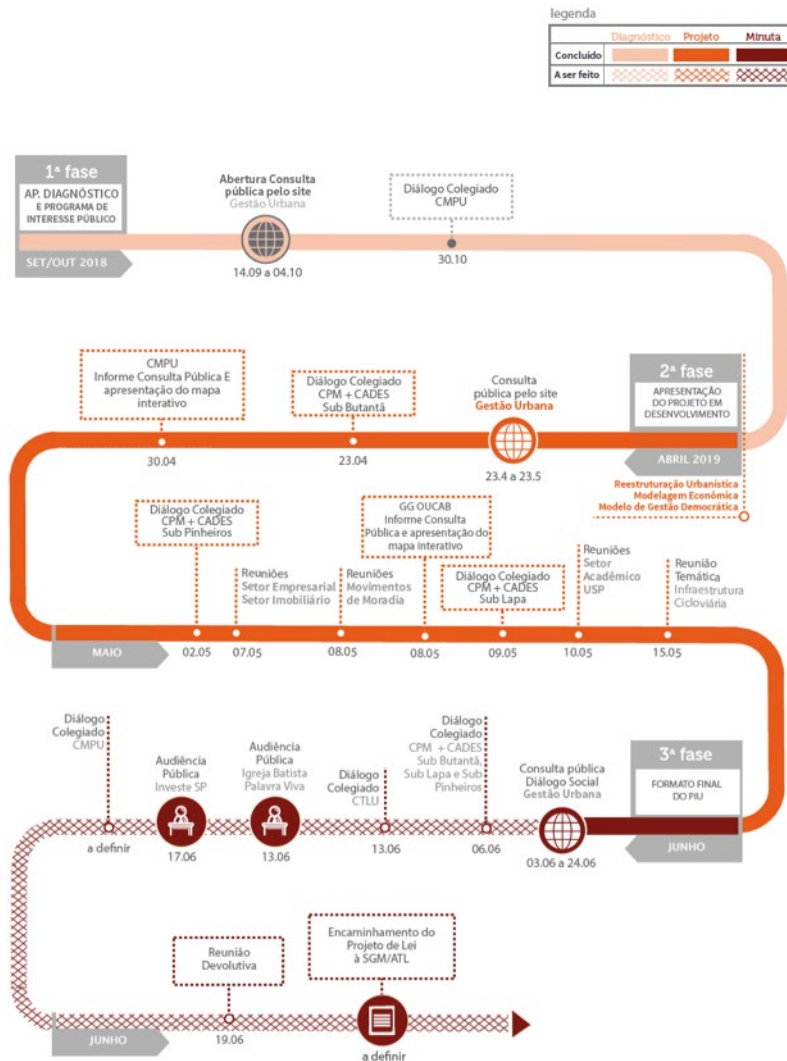 legenda
Diagnóstico Projeto Minuta
Concluído
A ser feito
1ª fase
AP. DIAGNÓSTICO
E PROGRAMA DE
INTERESSE PÚBLICO
SET/OUT 2018
Abertura Consulta
pública pelo site
Gestão Urbana
14.09 a 04.10
Diálogo Colegiado
CMPU
30.10
2ª fase
APRESENTAÇÃO
DO PROJETO EM
DESENVOLVIMENTO
ABRIL 2019
Reestruturação Urbanística
Modelagem Econômica
Modelo de Gestão Democrática
Consulta
pública pelo site
Gestão Urbana
23.4 a 23.5
Diálogo Colegiado
CPM + CADES
Sub Butantã
23.04
CMPU
Informe Consulta Pública E
apresentação do mapa
interativo
30.04
MAIO
Diálogo Colegiado
CPM + CADES
Sub Pinheiros
02.05
Reuniões
Setor Empresarial
Setor Imobiliário
07.05
Reuniões
Movimentos
de Moradia
08.05
GG OUCAB
Informe Consulta
Pública e apresentação do
mapa interativo
08.05
Diálogo Colegiado
CPM + CADES
Sub Lapa
09.05
Reuniões
Setor
Acadêmico
USP
10.05
Reunião
Temática
Infraestrutura
Cicloviária
15.05
3ª fase
FORMATO FINAL
DO PIU
JUNHO
Consulta pública
Diálogo Social
Gestão Urbana
03.06 a 24.06
Diálogo
Colegiado
CPM + CADES
Sub Butantã,
Sub Lapa e Sub
Pinheiros
06.06
Diálogo
Colegiado
CTLU
13.06
Audiência
Pública
Igreja Batista
Palavra Viva
13.06
Audiência
Pública
Investe SP
17.06
Diálogo
Colegiado
CMPU
a definir
JUNHO
Reunião
Devolutiva
19.06
Encaminhamento do
Projeto de Lei
à SGM/ATL
a definir